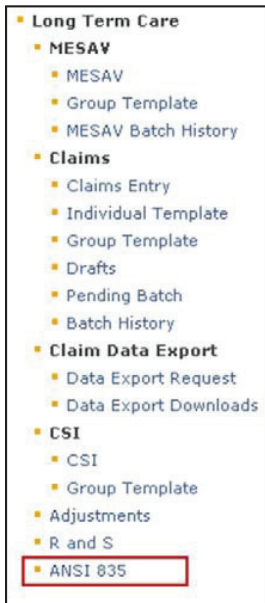 Long Term Care
MESAV
MESAV
Group Template
MESAV Batch History
Claims
Claims Entry
Individual Template
Group Template
Drafts
Pending Batch
Batch History
Claim Data Export
Data Export Request
Data Export Downloads
CSI
CSI
Group Template
Adjustments
R and S
ANSI 835